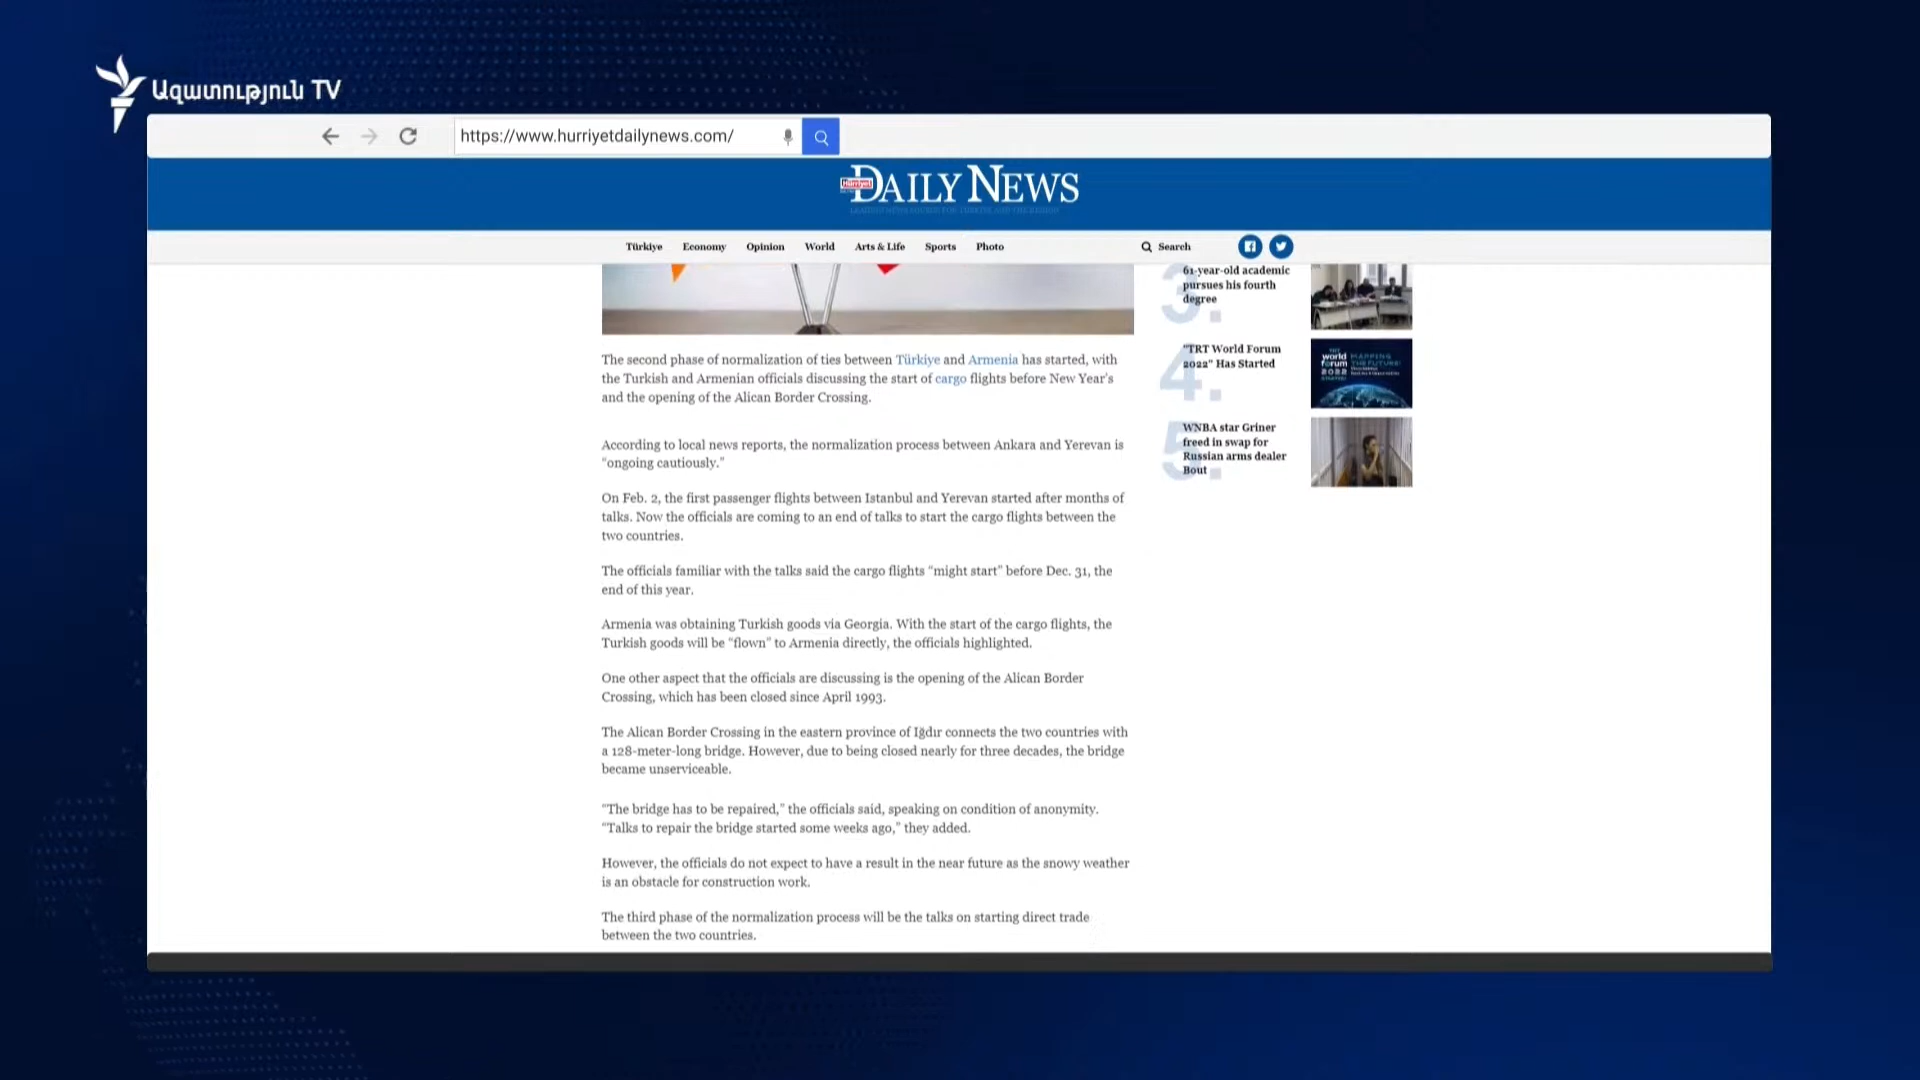 Ազատություն TV
https://www.hurriyetdailynews.com/
Hürriyet
DAILY NEWS
Türkiye Economy Opinion World Arts & Life Sports Photo Search
The second phase of normalization of ties between Türkiye and Armenia has started, with
the Turkish and Armenian officials discussing the start of cargo flights before New Year's
and the opening of the Alican Border Crossing.
According to local news reports, the normalization process between Ankara and Yerevan is
“ongoing cautiously.”
On Feb. 2, the first passenger flights between Istanbul and Yerevan started after months of
talks. Now the officials are coming to an end of talks to start the cargo flights between the
two countries.
The officials familiar with the talks said the cargo flights “might start” before Dec. 31, the
end of this year.
Armenia was obtaining Turkish goods via Georgia. With the start of the cargo flights, the
Turkish goods will be “flown” to Armenia directly, the officials highlighted.
One other aspect that the officials are discussing is the opening of the Alican Border
Crossing, which has been closed since April 1993.
The Alican Border Crossing in the eastern province of Iğdır connects the two countries with
a 128-meter-long bridge. However, due to being closed nearly for three decades, the bridge
became unserviceable.
“The bridge has to be repaired,” the officials said, speaking on condition of anonymity.
“Talks to repair the bridge started some weeks ago,” they added.
However, the officials do not expect to have a result in the near future as the snowy weather
is an obstacle for construction work.
The third phase of the normalization process will be the talks on starting direct trade
between the two countries.
3.
61-year-old academic
pursues his fourth
degree
4.
"TRT World Forum
2022" Has Started
world
forum
2022
MAPPING
THE FUTURE:
5.
WNBA star Griner
freed in swap for
Russian arms dealer
Bout